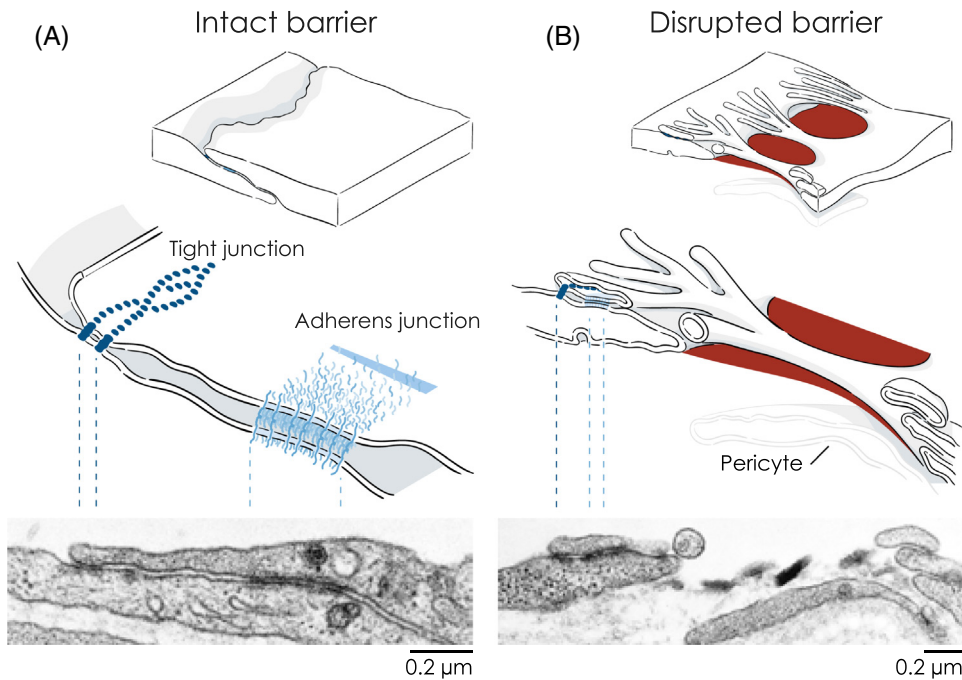 (A)
Intact barrier
(B)
Disrupted barrier
Tight junction
Adherens junction
Pericyte
0.2 µm
0.2 µm